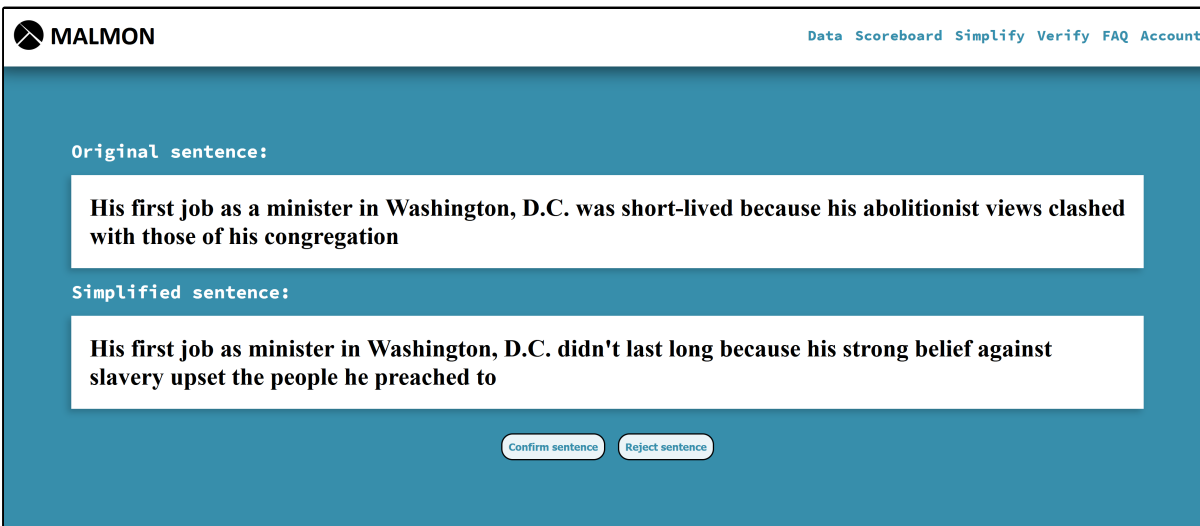 MALMON
Data Scoreboard Simplify Verify FAQ Account
Original sentence:
His first job as a minister in Washington, D.C. was short-lived because his abolitionist views clashed
with those of his congregation
Simplified sentence:
His first job as minister in Washington, D.C. didn't last long because his strong belief against
slavery upset the people he preached to
Confirm sentence Reject sentence